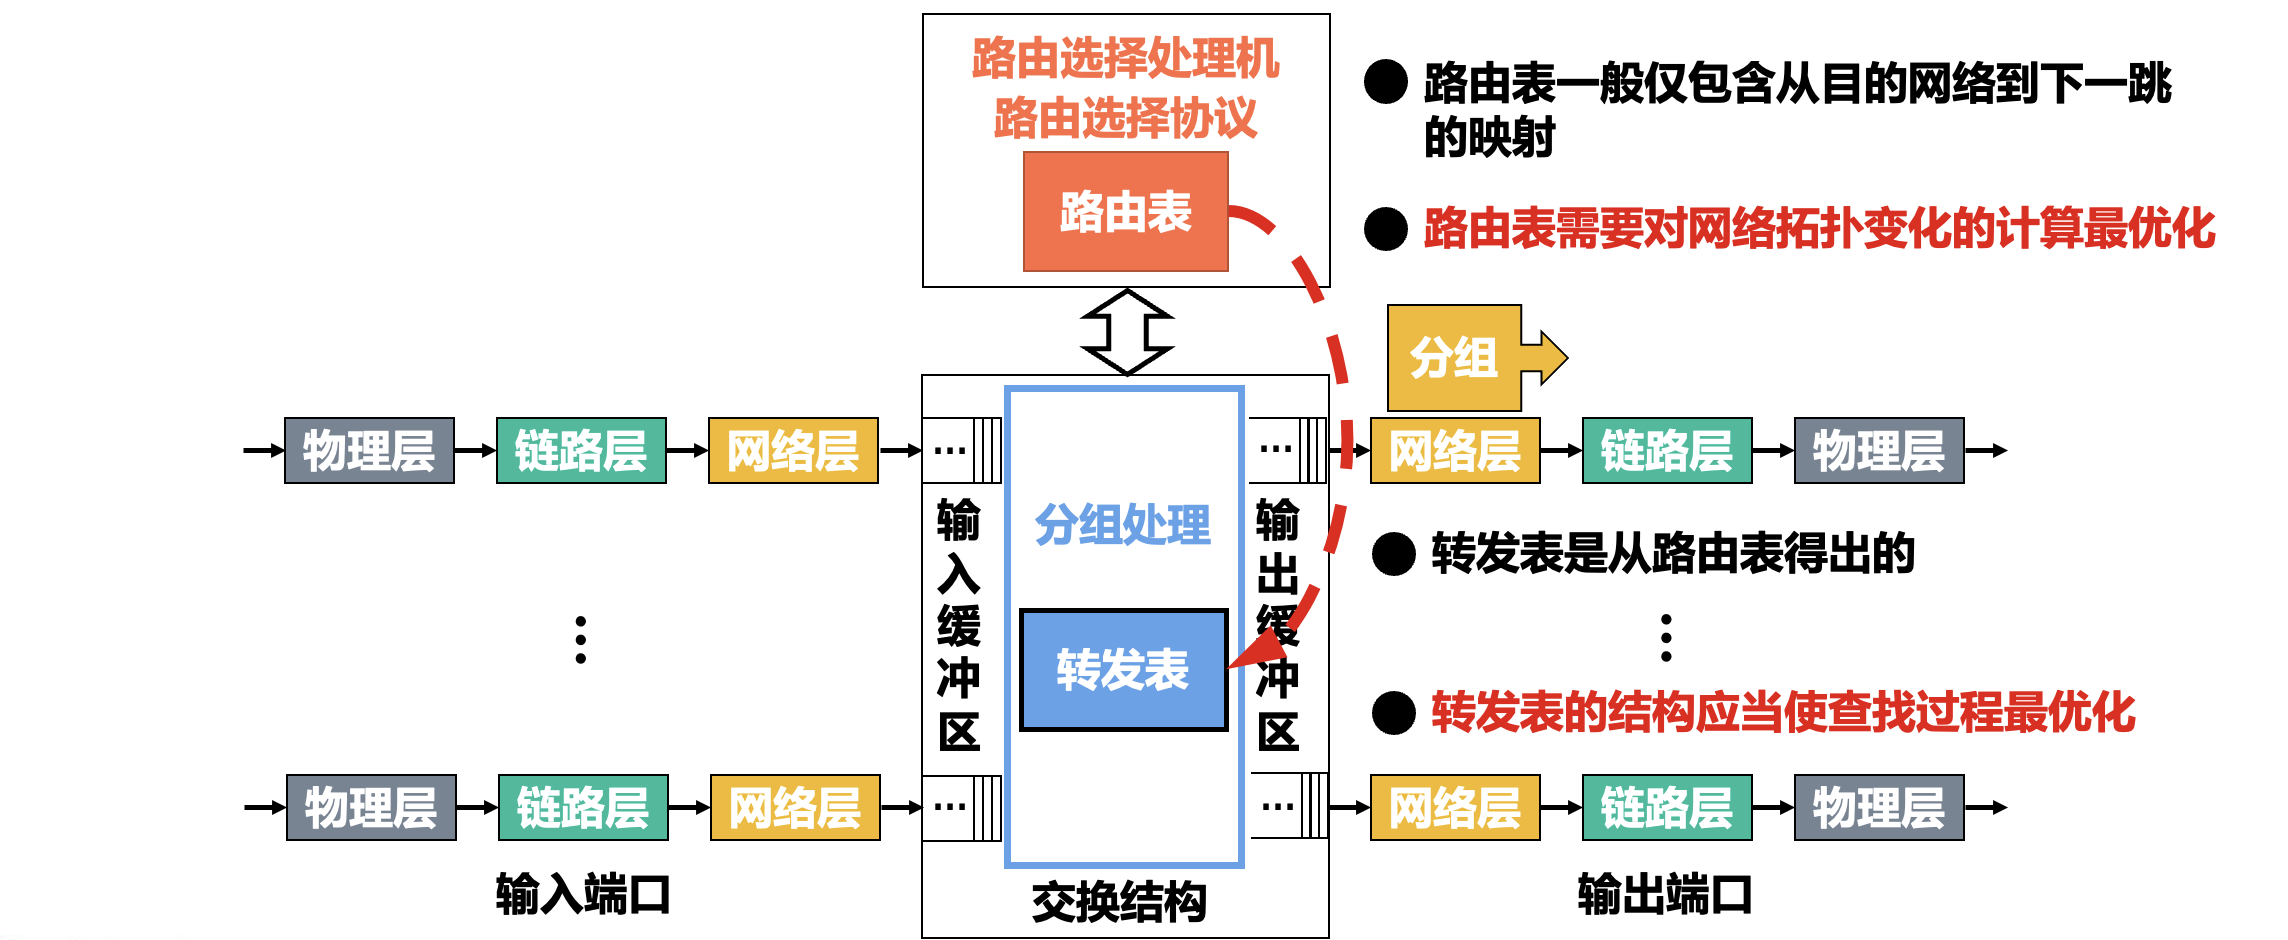 路由选择处理机
路由选择协议
路由表
路由表一般仅包含从目的网络到下一跳
的映射
路由表需要对网络拓扑变化的计算最优化
分组
物理层
链路层
网络层
...
输入缓冲区
分组处理
转发表
...
输出缓冲区
网络层
链路层
物理层
转发表是从路由表得出的
转发表的结构应当使查找过程最优化
物理层
链路层
网络层
...
...
网络层
链路层
物理层
输入端口
交换结构
输出端口